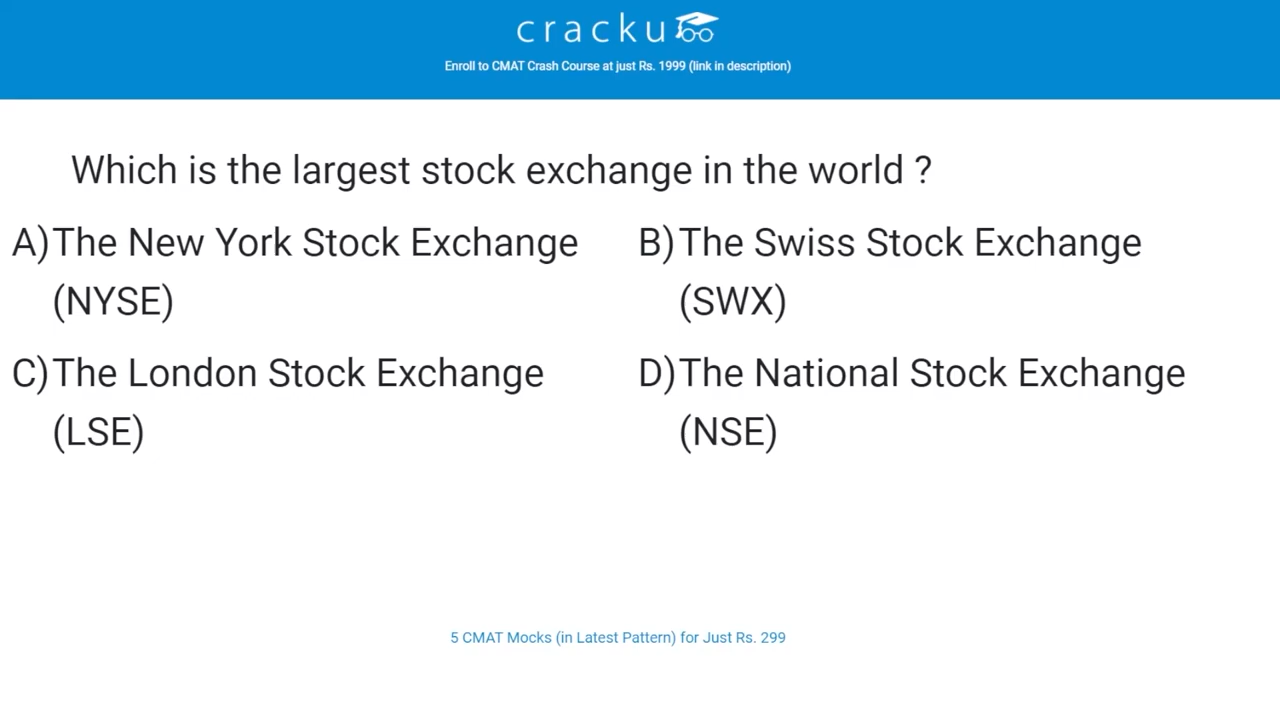 cracku
Enroll to CMAT Crash Course at just Rs. 1999 (link in description)
Which is the largest stock exchange in the world ?
A) The New York Stock Exchange
(NYSE)
B) The Swiss Stock Exchange
(SWX)
C) The London Stock Exchange
(LSE)
D) The National Stock Exchange
(NSE)
5 CMAT Mocks (in Latest Pattern) for Just Rs. 299